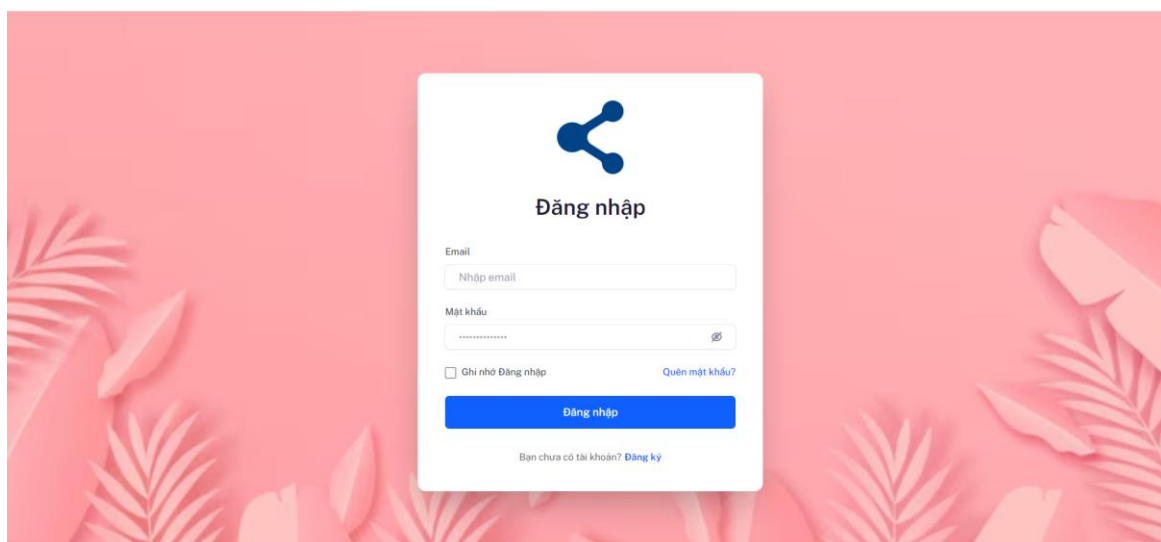 Đăng nhập
Email
Nhập email
Mật khẩu
Ghi nhớ Đăng nhập Quên mật khẩu?
Đăng nhập
Bạn chưa có tài khoản? Đăng ký